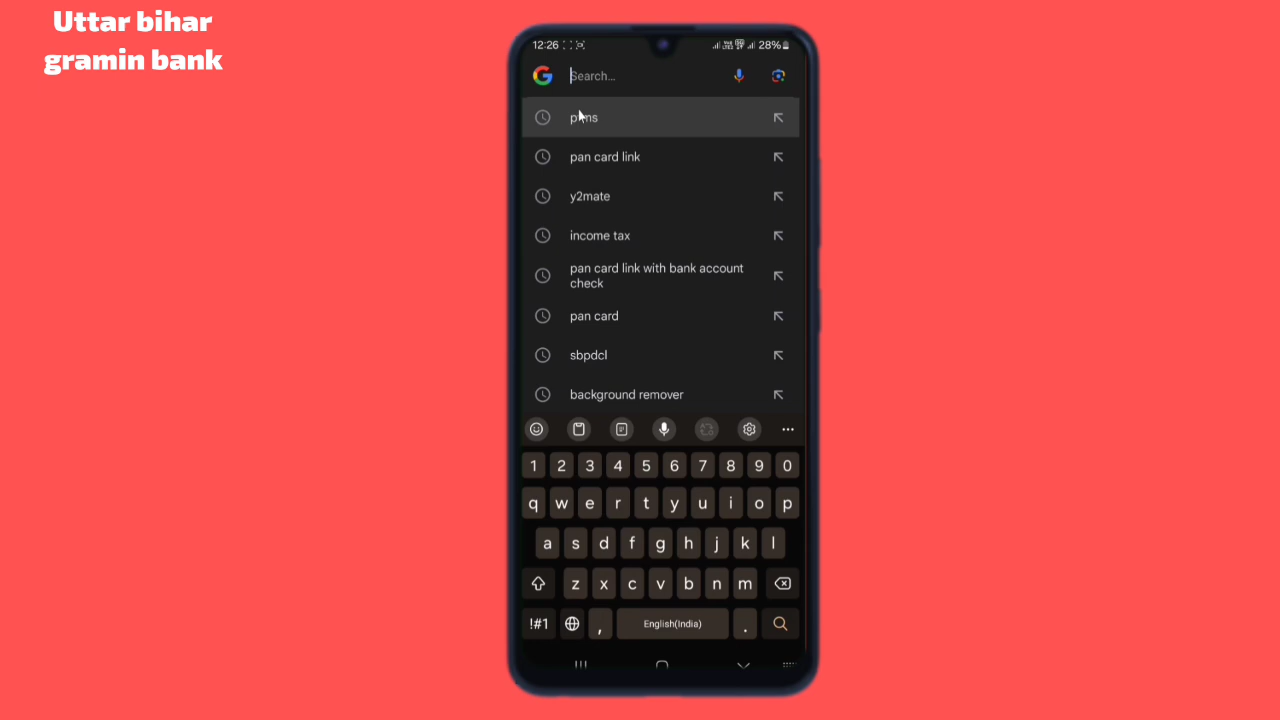 Uttar bihar
gramin bank
12:26
28%
Search...
pan card link
y2mate
income tax
pan card link with bank account
check
pan card
sbpdcl
background remover
1 2 3 4 5 6 7 8 9 0
q w e r t y u i o p
a s d f g h j k l
z x c v b n m
!#1 , English(India) .